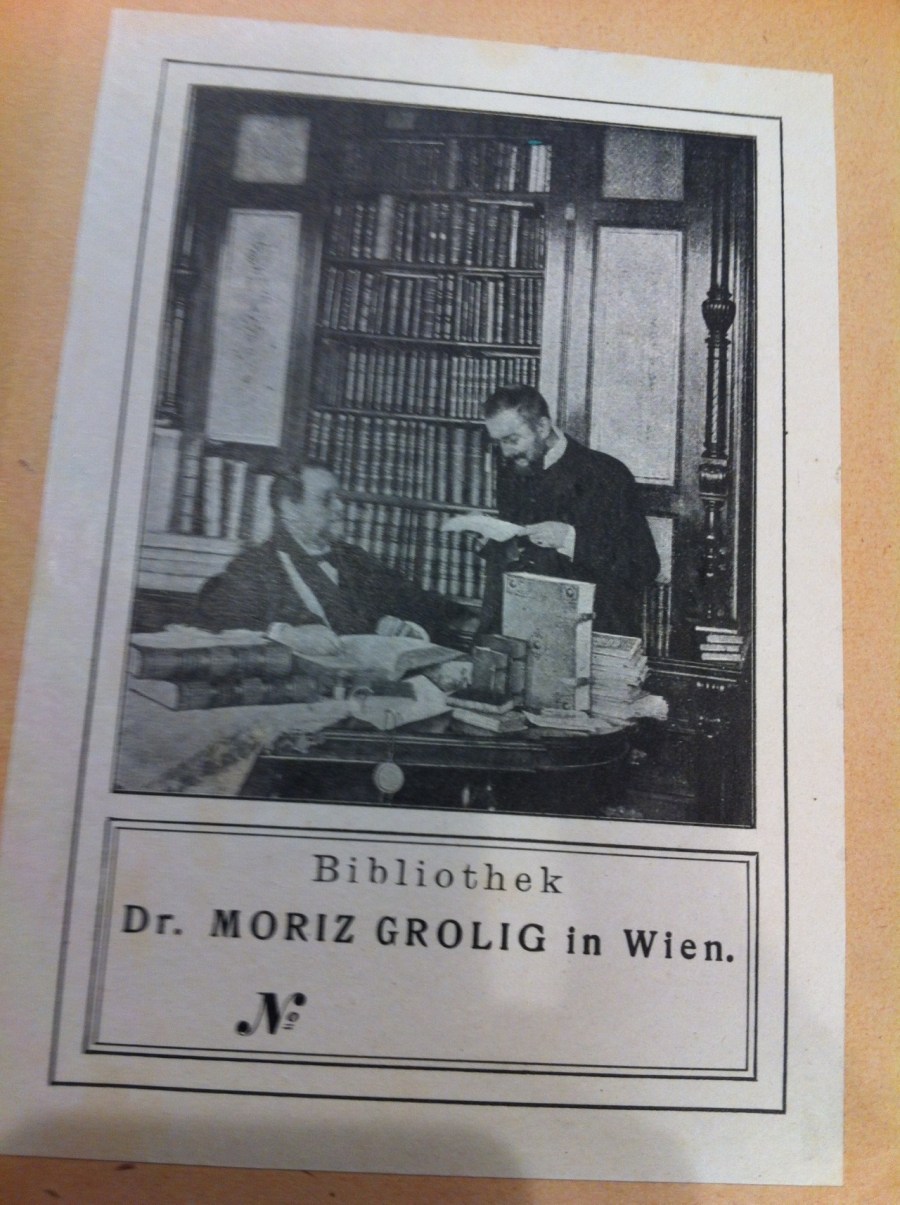 Bibliothek
Dr. MORIZ GROLIG in Wien.
No